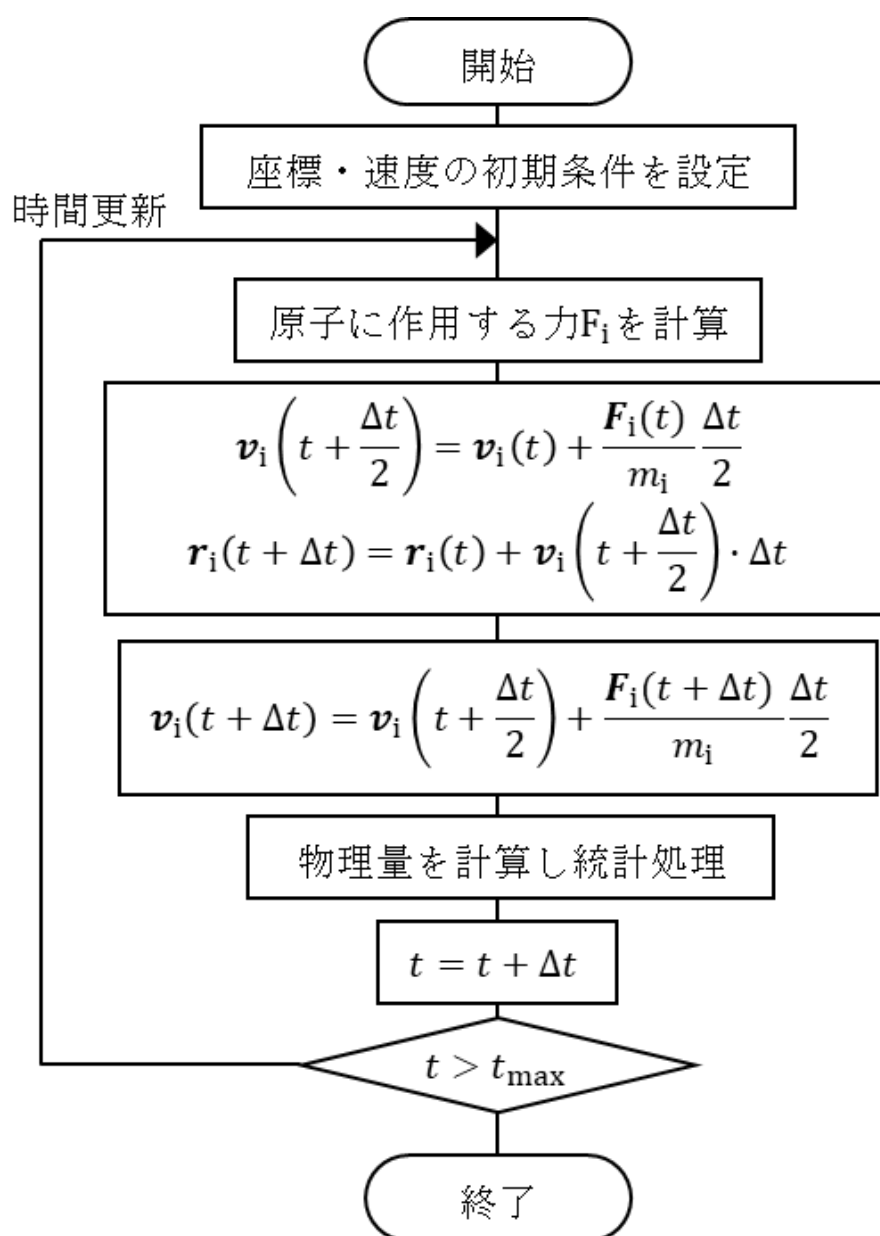 開始
座標・速度の初期条件を設定
時間更新
原子に作用する力Fᵢを計算
𝒗ᵢ(t + Δt/2) = 𝒗ᵢ(t) + 𝑭ᵢ(t)/mᵢ Δt/2
𝒓ᵢ(t + Δt) = 𝒓ᵢ(t) + 𝒗ᵢ(t + Δt/2) · Δt
𝒗ᵢ(t + Δt) = 𝒗ᵢ(t + Δt/2) + 𝑭ᵢ(t + Δt)/mᵢ Δt/2
物理量を計算し統計処理
t = t + Δt
t > tmax
終了